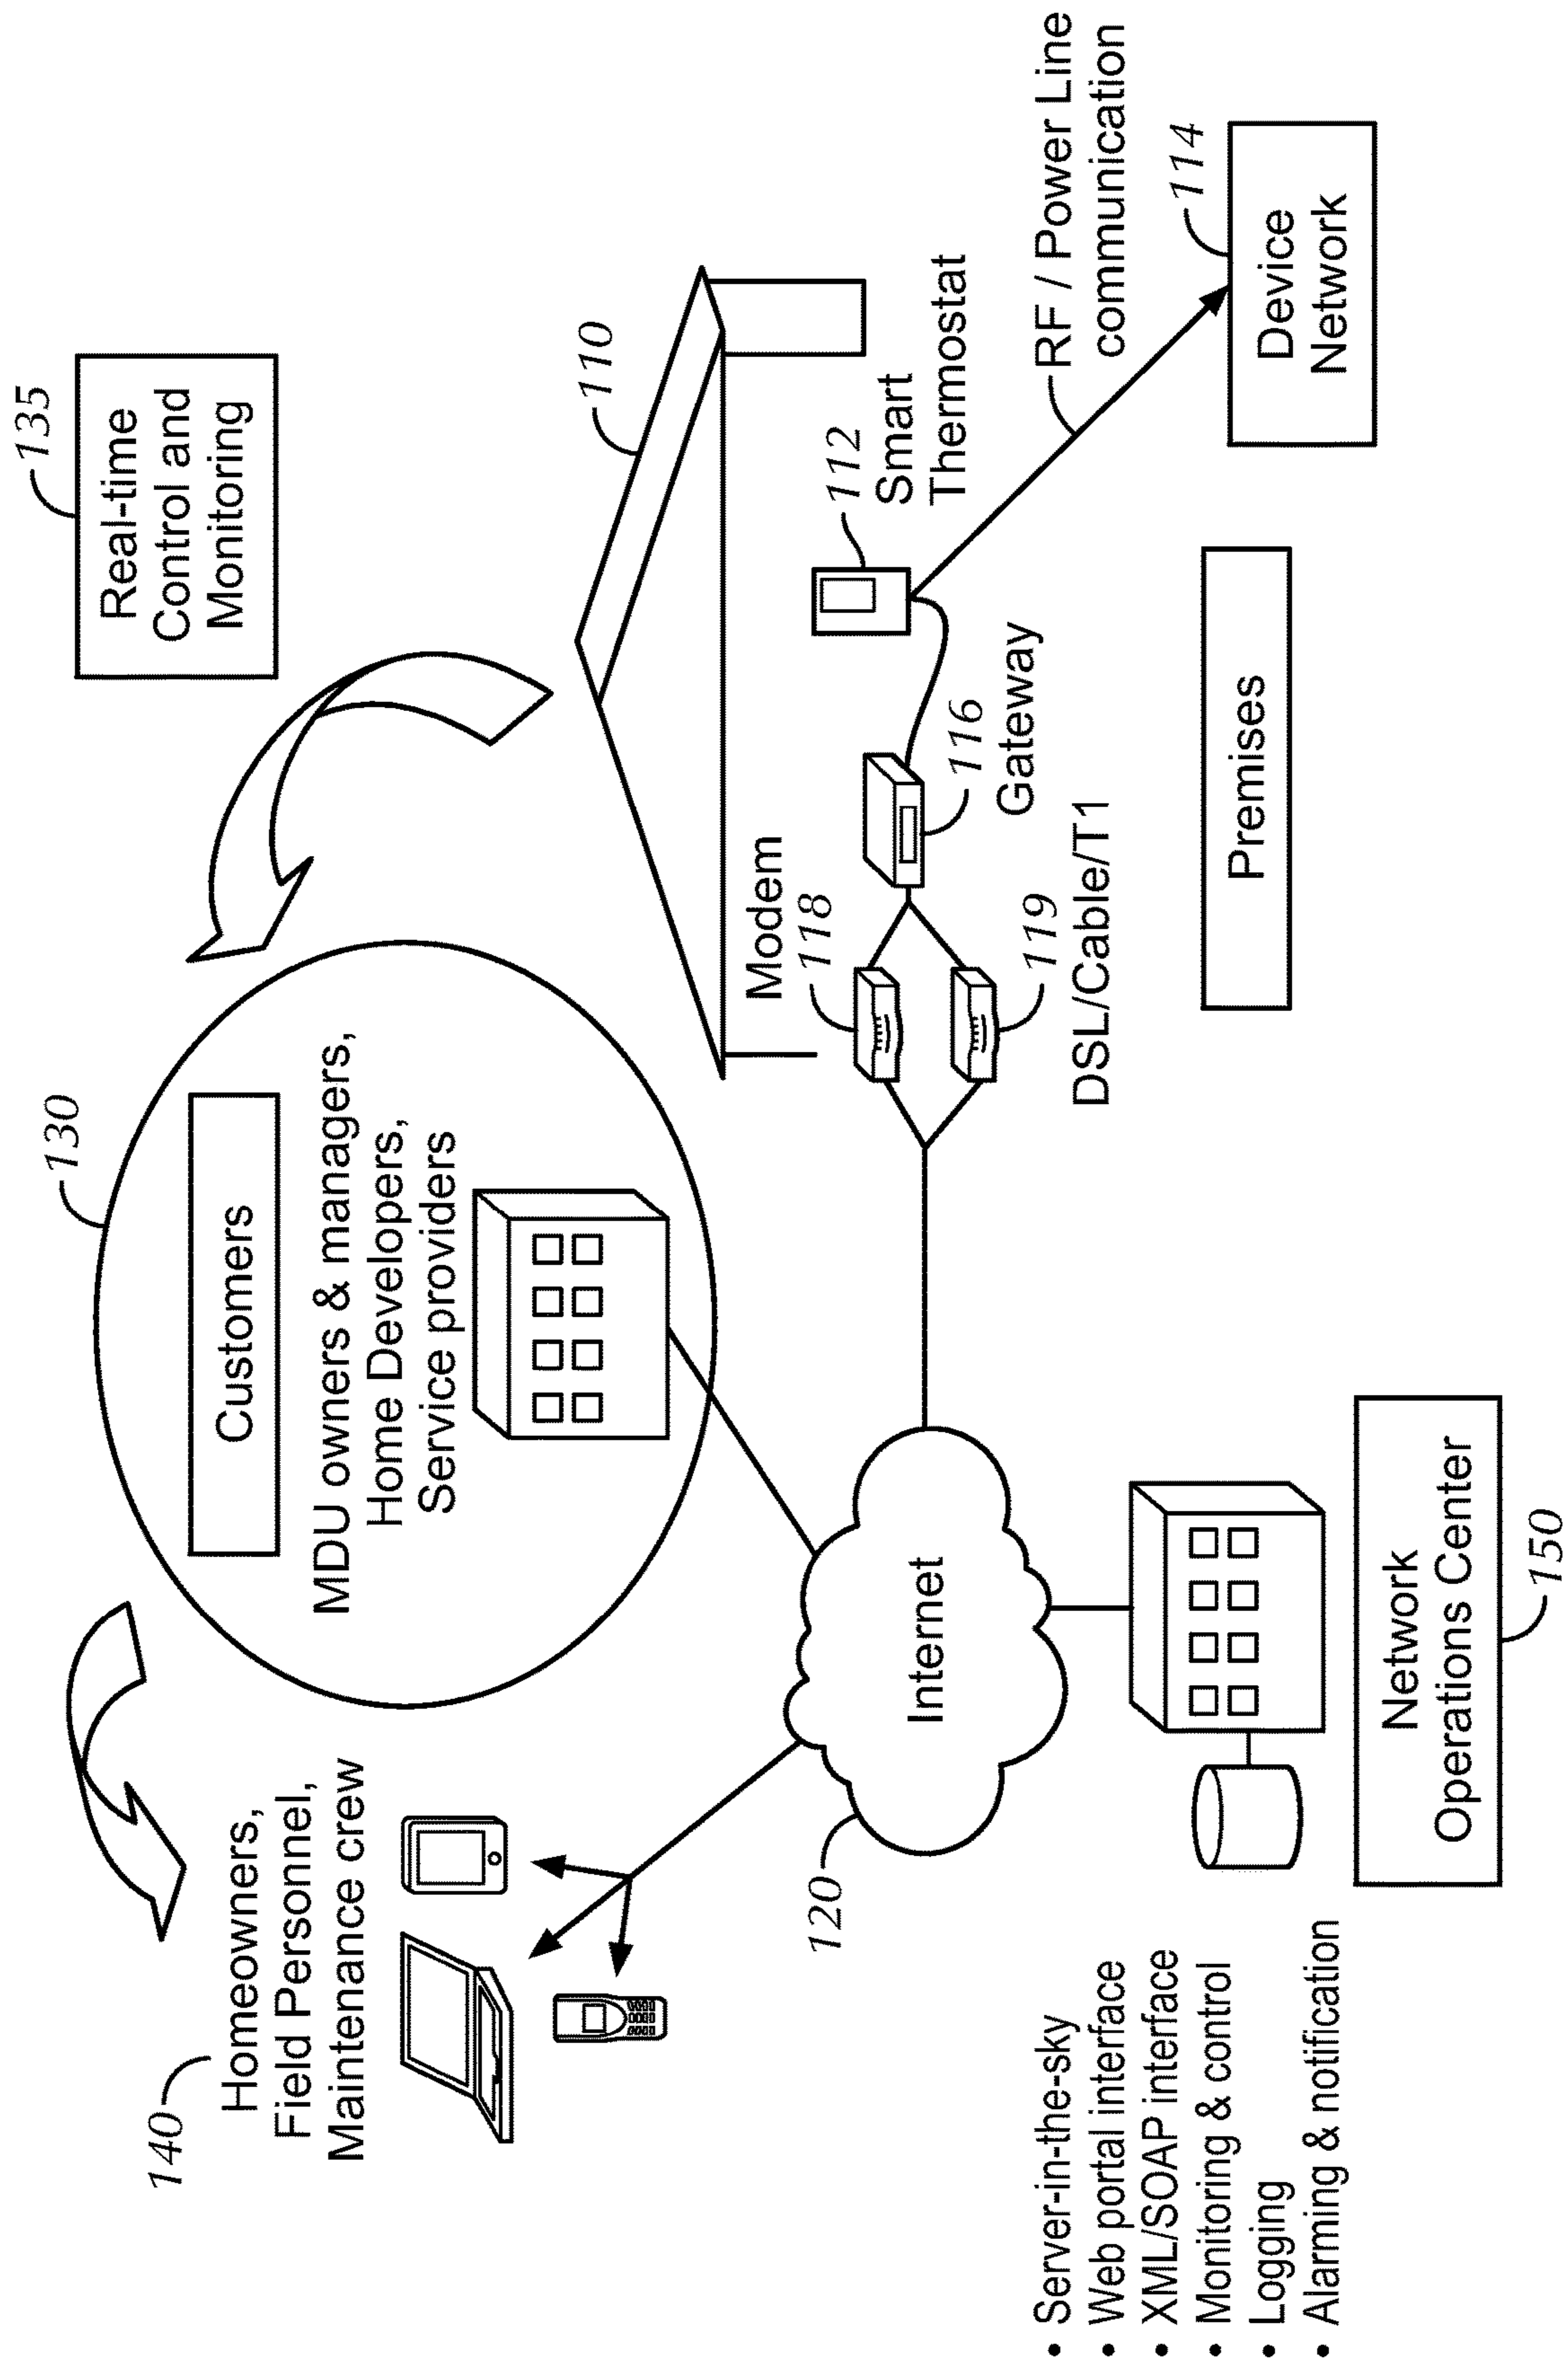 140
Homeowners,
Field Personnel,
Maintenance crew
130
Customers
MDU owners & managers,
Home Developers,
Service providers
135
Real-time
Control and
Monitoring
110
120
Internet
Modem
118
119
DSL/Cable/T1
116
Gateway
112
Smart
Thermostat
RF / Power Line
communication
114
Device
Network
Premises
• Server-in-the-sky
• Web portal interface
• XML/SOAP interface
• Monitoring & control
• Logging
• Alarming & notification
Network
Operations Center
150